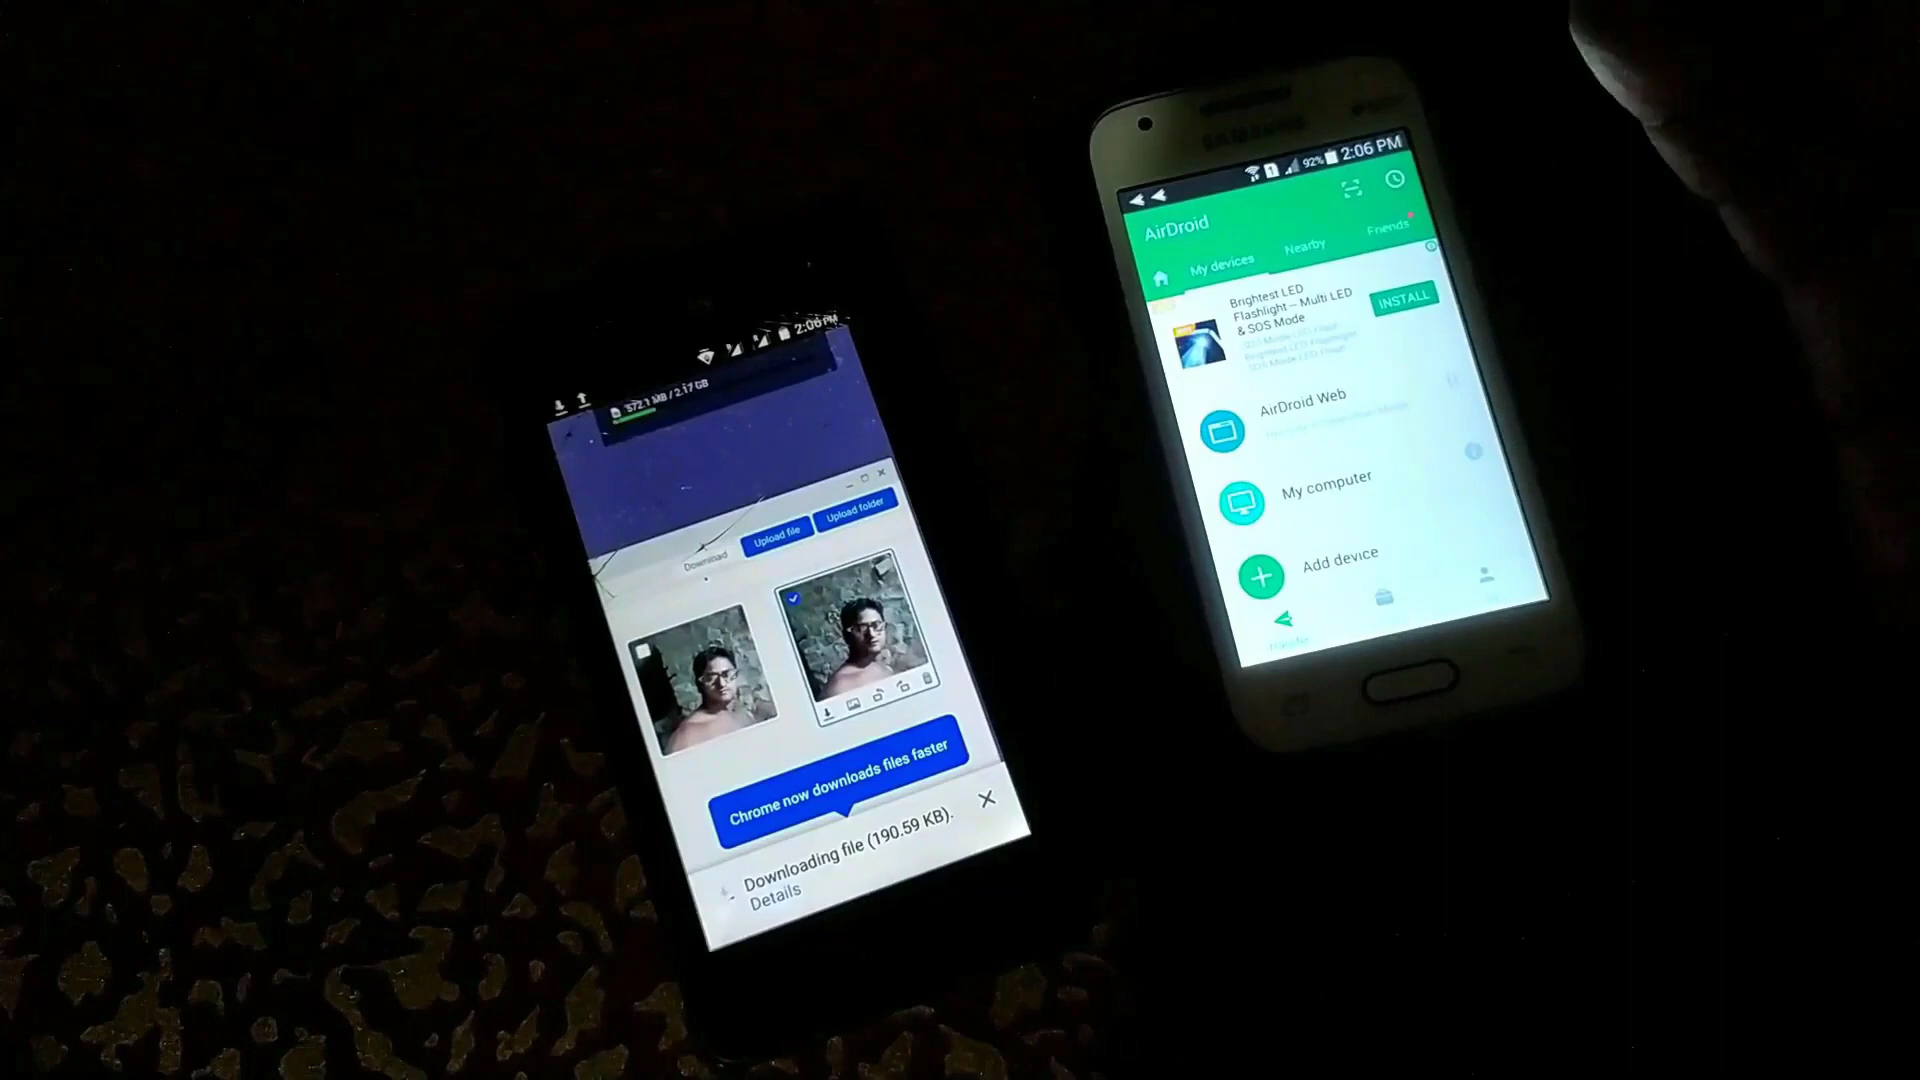 2:06 PM
572.1 MB / 2.17 GB
Upload file
Upload folder
Download
Chrome now downloads files faster
Downloading file (190.59 KB).
Details
SAMSUNG
92% 2:06 PM
AirDroid
My devices
Nearby
Friends
Brightest LED
Flashlight – Multi LED
& SOS Mode
INSTALL
AirDroid Web
My computer
Add device
Transfer